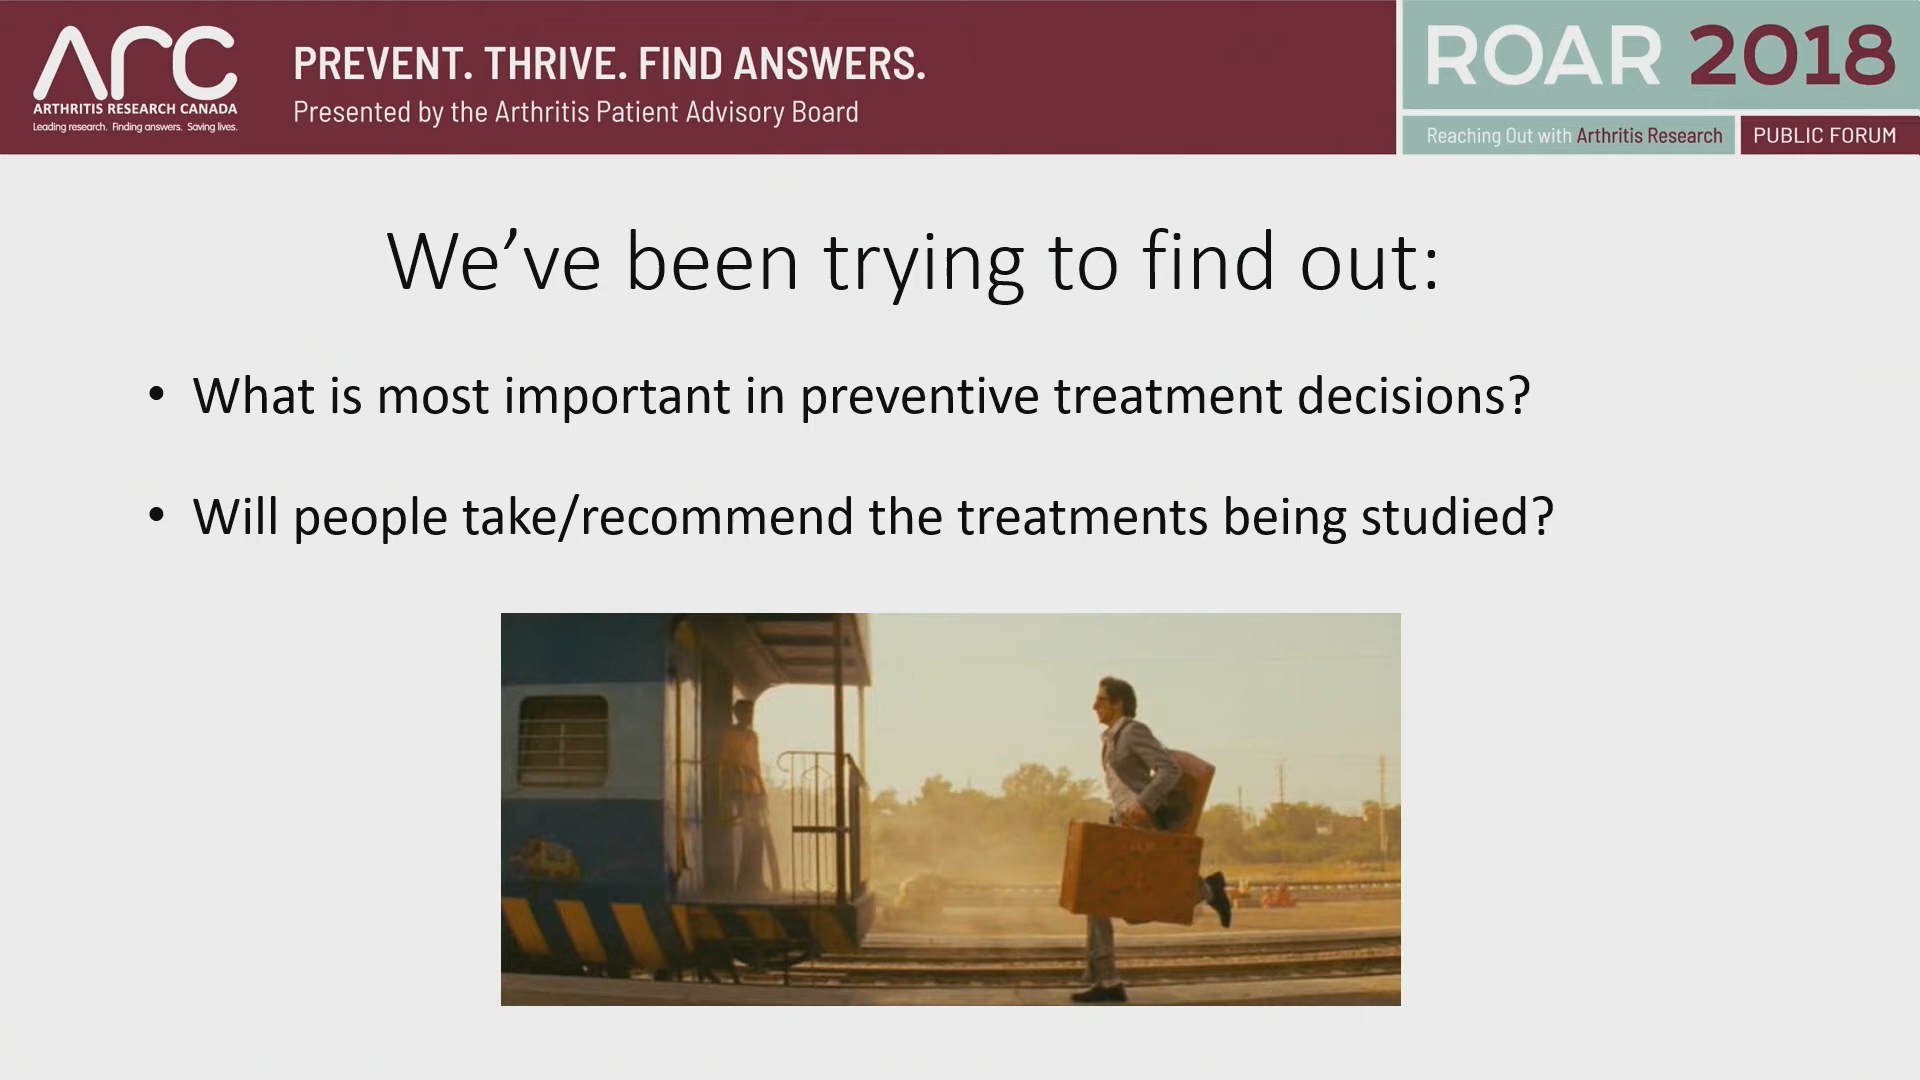 ARC
ARTHRITIS RESEARCH CANADA
Leading research. Finding answers. Saving lives.
PREVENT. THRIVE. FIND ANSWERS.
Presented by the Arthritis Patient Advisory Board
ROAR 2018
Reaching Out with Arthritis Research
PUBLIC FORUM
We’ve been trying to find out:
• What is most important in preventive treatment decisions?
• Will people take/recommend the treatments being studied?